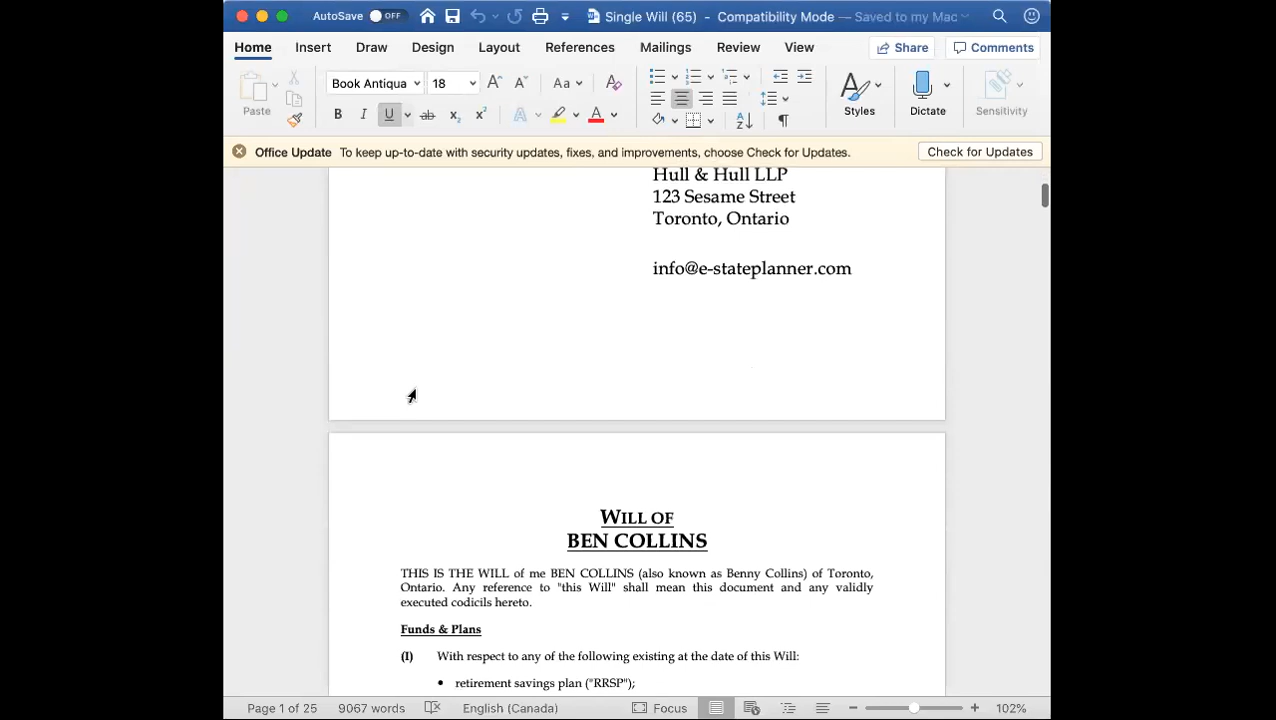 AutoSave OFF Single Will (65) - Compatibility Mode — Saved to my Mac
Home Insert Draw Design Layout References Mailings Review View Share Comments
Paste Book Antiqua 18 Aa Styles Dictate Sensitivity
Office Update To keep up-to-date with security updates, fixes, and improvements, choose Check for Updates. Check for Updates
Hull & Hull LLP
123 Sesame Street
Toronto, Ontario
info@e-stateplanner.com
WILL OF
BEN COLLINS
THIS IS THE WILL of me BEN COLLINS (also known as Benny Collins) of Toronto,
Ontario. Any reference to "this Will" shall mean this document and any validly
executed codicils hereto.
Funds & Plans
(I) With respect to any of the following existing at the date of this Will:
• retirement savings plan ("RRSP");
Page 1 of 25 9067 words English (Canada) Focus 102%